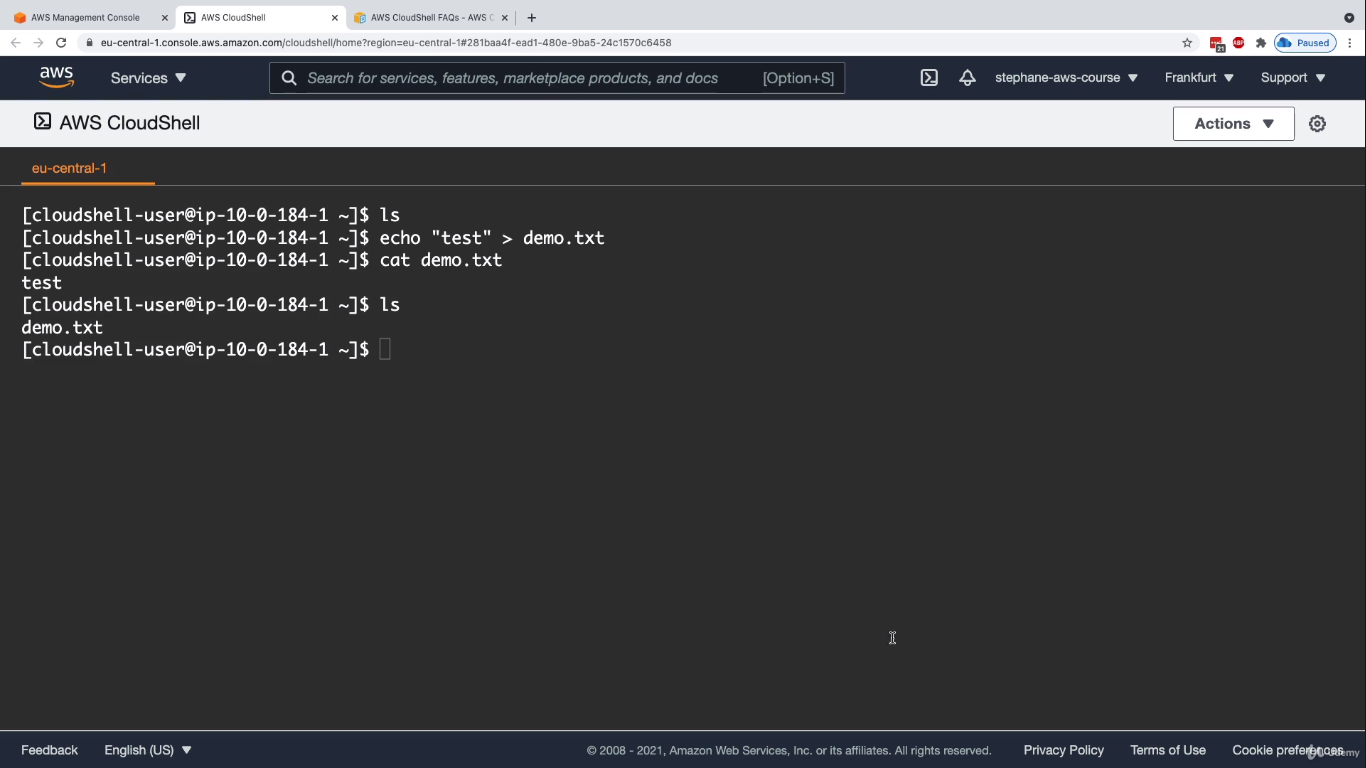 AWS Management Console
AWS CloudShell
AWS CloudShell FAQs - AWS C
eu-central-1.console.aws.amazon.com/cloudshell/home?region=eu-central-1#281baa4f-ead1-480e-9ba5-24c1570c6458
21
ABP
Paused
aws
Services
Search for services, features, marketplace products, and docs
[Option+S]
stephane-aws-course
Frankfurt
Support
AWS CloudShell
Actions
eu-central-1
[cloudshell-user@ip-10-0-184-1 ~]$ ls
[cloudshell-user@ip-10-0-184-1 ~]$ echo "test" > demo.txt
[cloudshell-user@ip-10-0-184-1 ~]$ cat demo.txt
test
[cloudshell-user@ip-10-0-184-1 ~]$ ls
demo.txt
[cloudshell-user@ip-10-0-184-1 ~]$
Feedback
English (US)
© 2008 - 2021, Amazon Web Services, Inc. or its affiliates. All rights reserved.
Privacy Policy
Terms of Use
Cookie preferences
Udemy